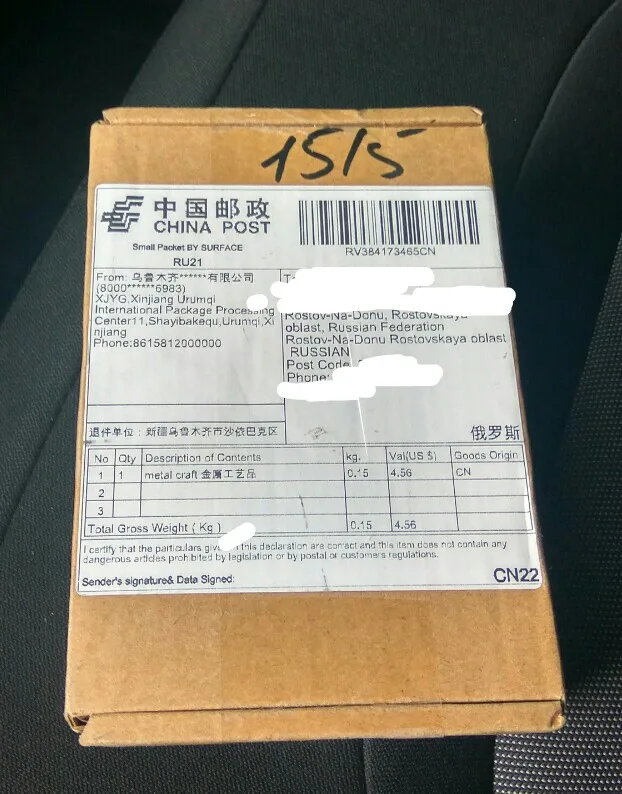 1515
中国邮政
CHINA POST
Small Packet BY SURFACE
RU21
RV384173465CN
From: 乌鲁木齐******有限公司
(8000******6983)
XJYG,Xinjiang Urumqi
International Package Processing
Center11,Shayibakequ,Urumqi,Xi
njiang
Phone:8615812000000
Rostov-Na-Donu, Rostovskaya
oblast, Russian Federation
Rostov-Na-Donu Rostovskaya oblast
RUSSIAN
Post Code
Phone:
退件单位：新疆乌鲁木齐市沙依巴克区
俄罗斯
No Qty Description of Contents kg. Val(US $) Goods Origin
1 1 metal craft 金属工艺品 0.15 4.56 CN
2
3
Total Gross Weight ( Kg ) 0.15 4.56
I certify that the particulars this declaration are correct and this item does not contain any
dangerous articles prohibited by legislation or by postal or customers regulations.
Sender's signature& Data Signed:
CN22